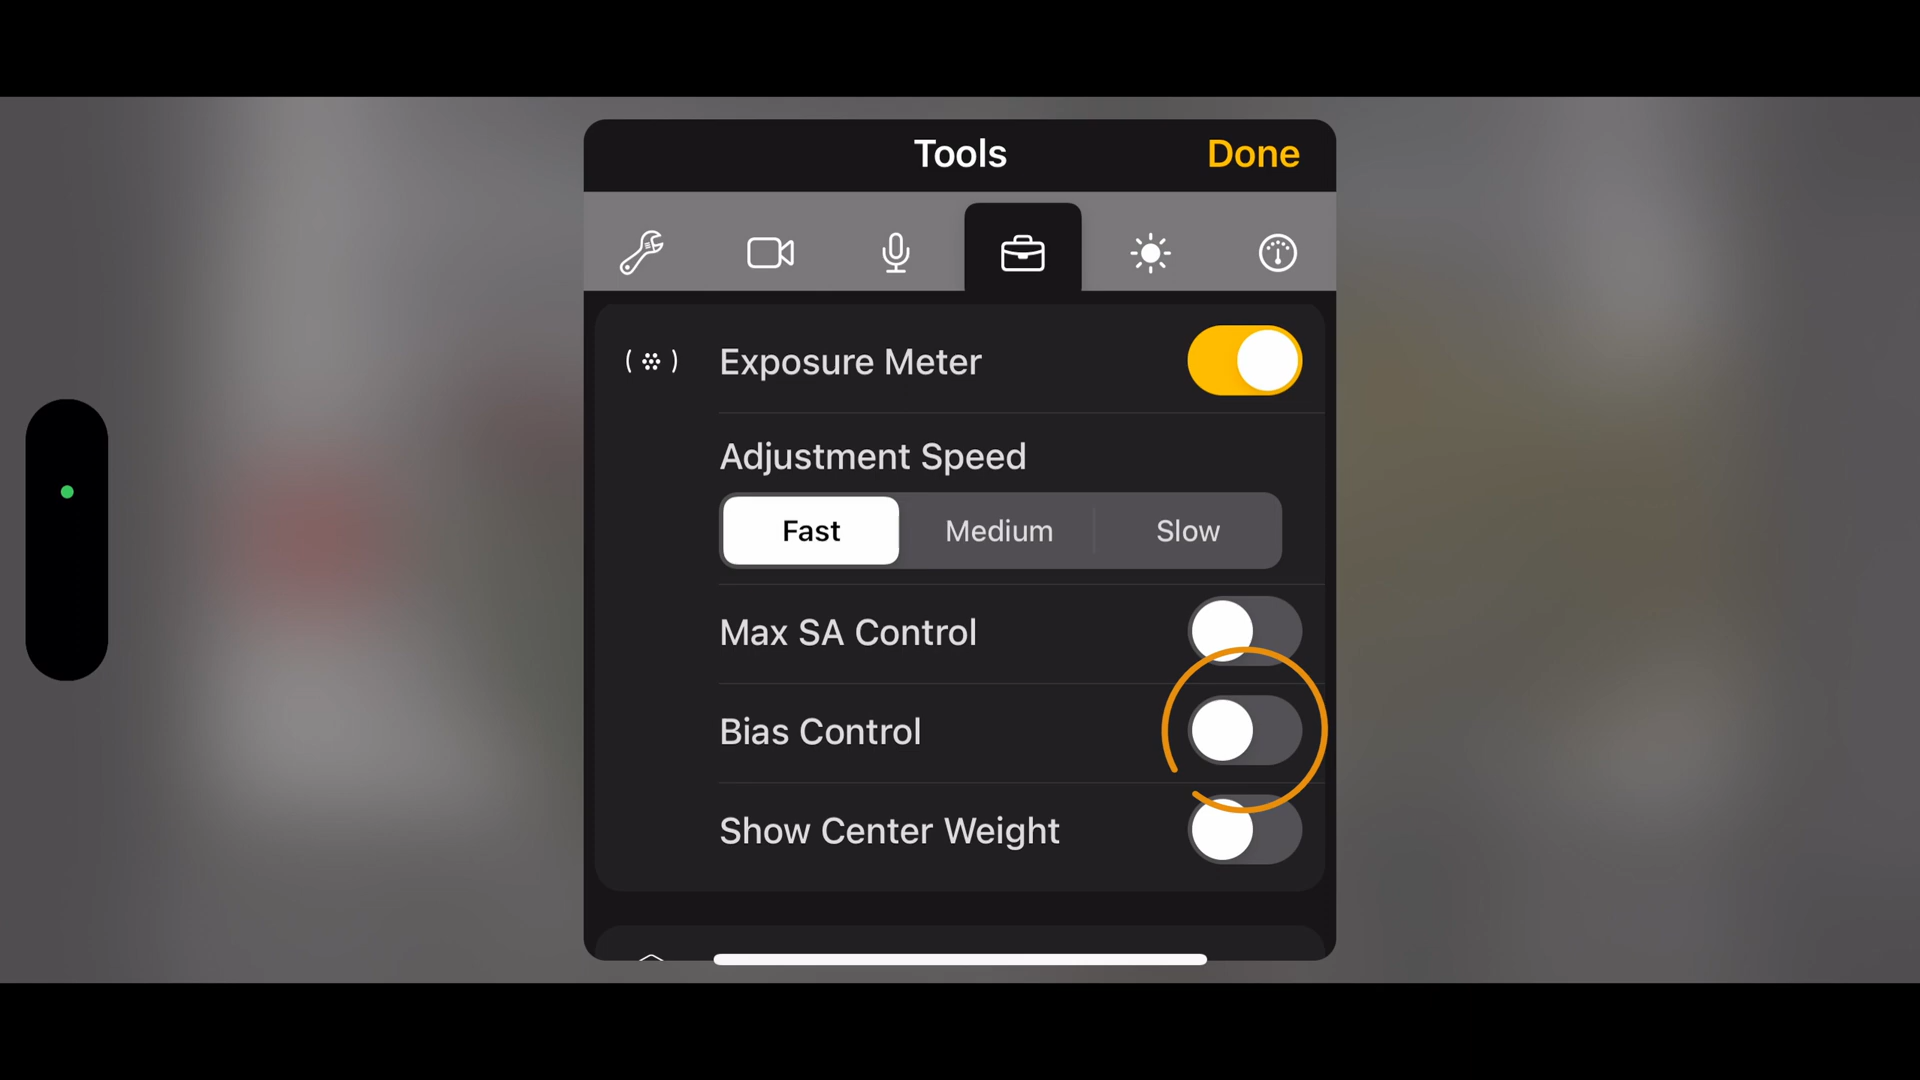 Tools
Done
Exposure Meter
Adjustment Speed
Fast
Medium
Slow
Max SA Control
Bias Control
Show Center Weight